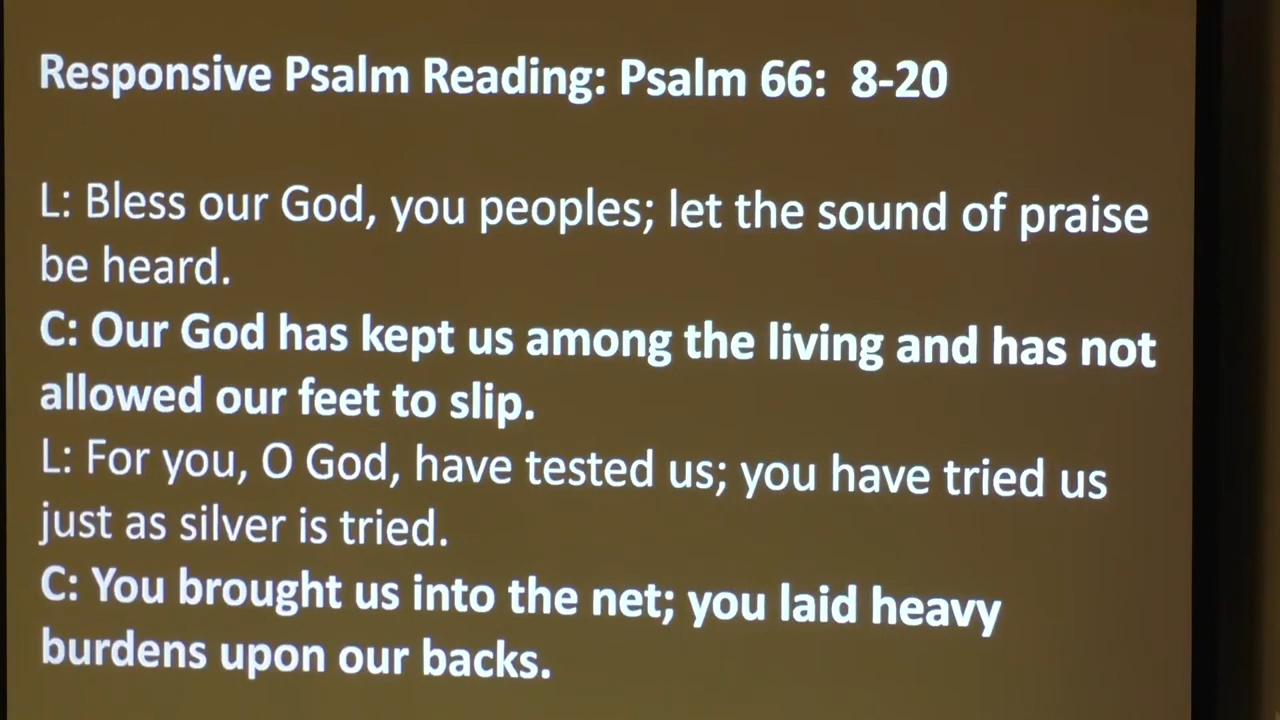 Responsive Psalm Reading: Psalm 66:  8-20
L: Bless our God, you peoples; let the sound of praise
be heard.
C: Our God has kept us among the living and has not
allowed our feet to slip.
L: For you, O God, have tested us; you have tried us
just as silver is tried.
C: You brought us into the net; you laid heavy
burdens upon our backs.